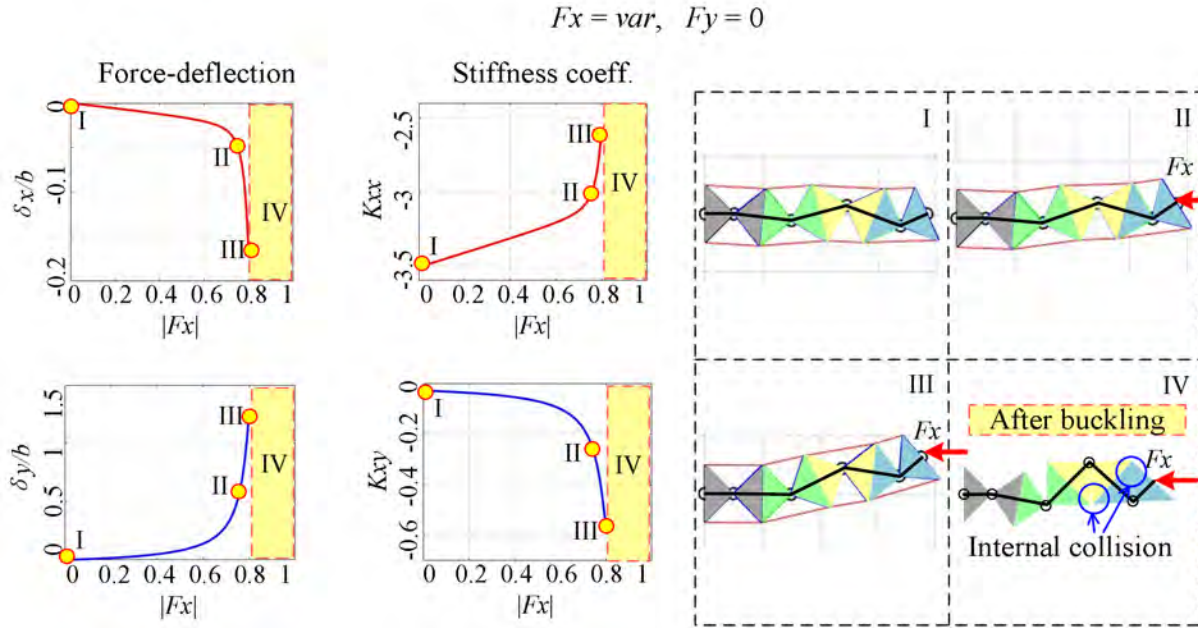 Fx = var, Fy = 0
Force-deflection
δx/b
0
-0.1
-0.2
I
II
III
IV
0 0.2 0.4 0.6 0.8 1
|Fx|
Stiffness coeff.
Kxx
-2.5
-3
-3.5
I
II
III
IV
0 0.2 0.4 0.6 0.8 1
|Fx|
δy/b
1.5
1
0.5
0
I
II
III
IV
0 0.2 0.4 0.6 0.8 1
|Fx|
Kxy
0
-0.2
-0.4
-0.6
I
II
III
IV
0 0.2 0.4 0.6 0.8 1
|Fx|
I
II
Fx
III
Fx
IV
After buckling
Fx
Internal collision